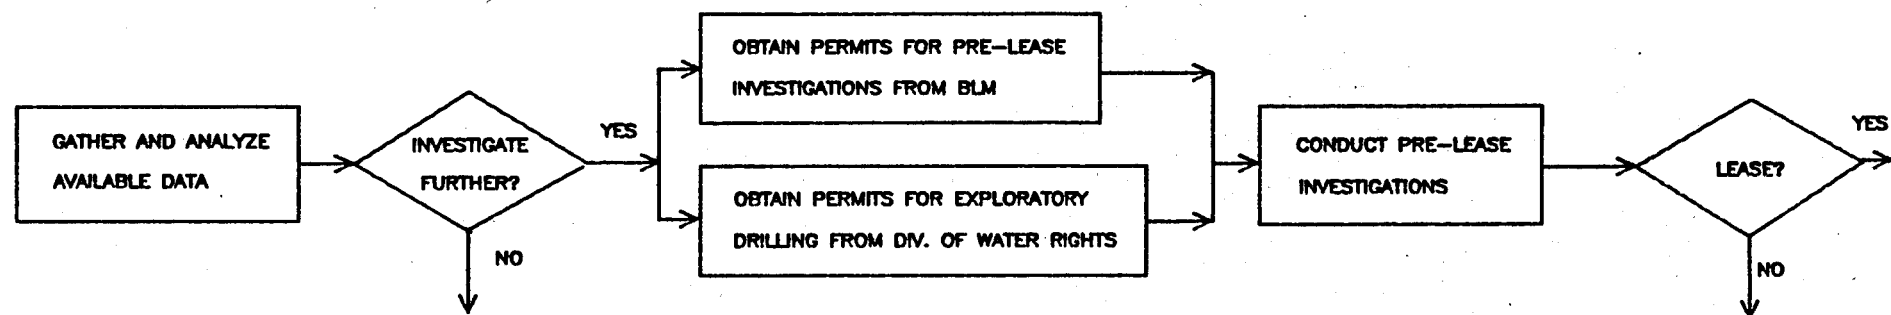 GATHER AND ANALYZE
AVAILABLE DATA
INVESTIGATE
FURTHER?
YES
NO
OBTAIN PERMITS FOR PRE-LEASE
INVESTIGATIONS FROM BLM
OBTAIN PERMITS FOR EXPLORATORY
DRILLING FROM DIV. OF WATER RIGHTS
CONDUCT PRE-LEASE
INVESTIGATIONS
LEASE?
YES
NO